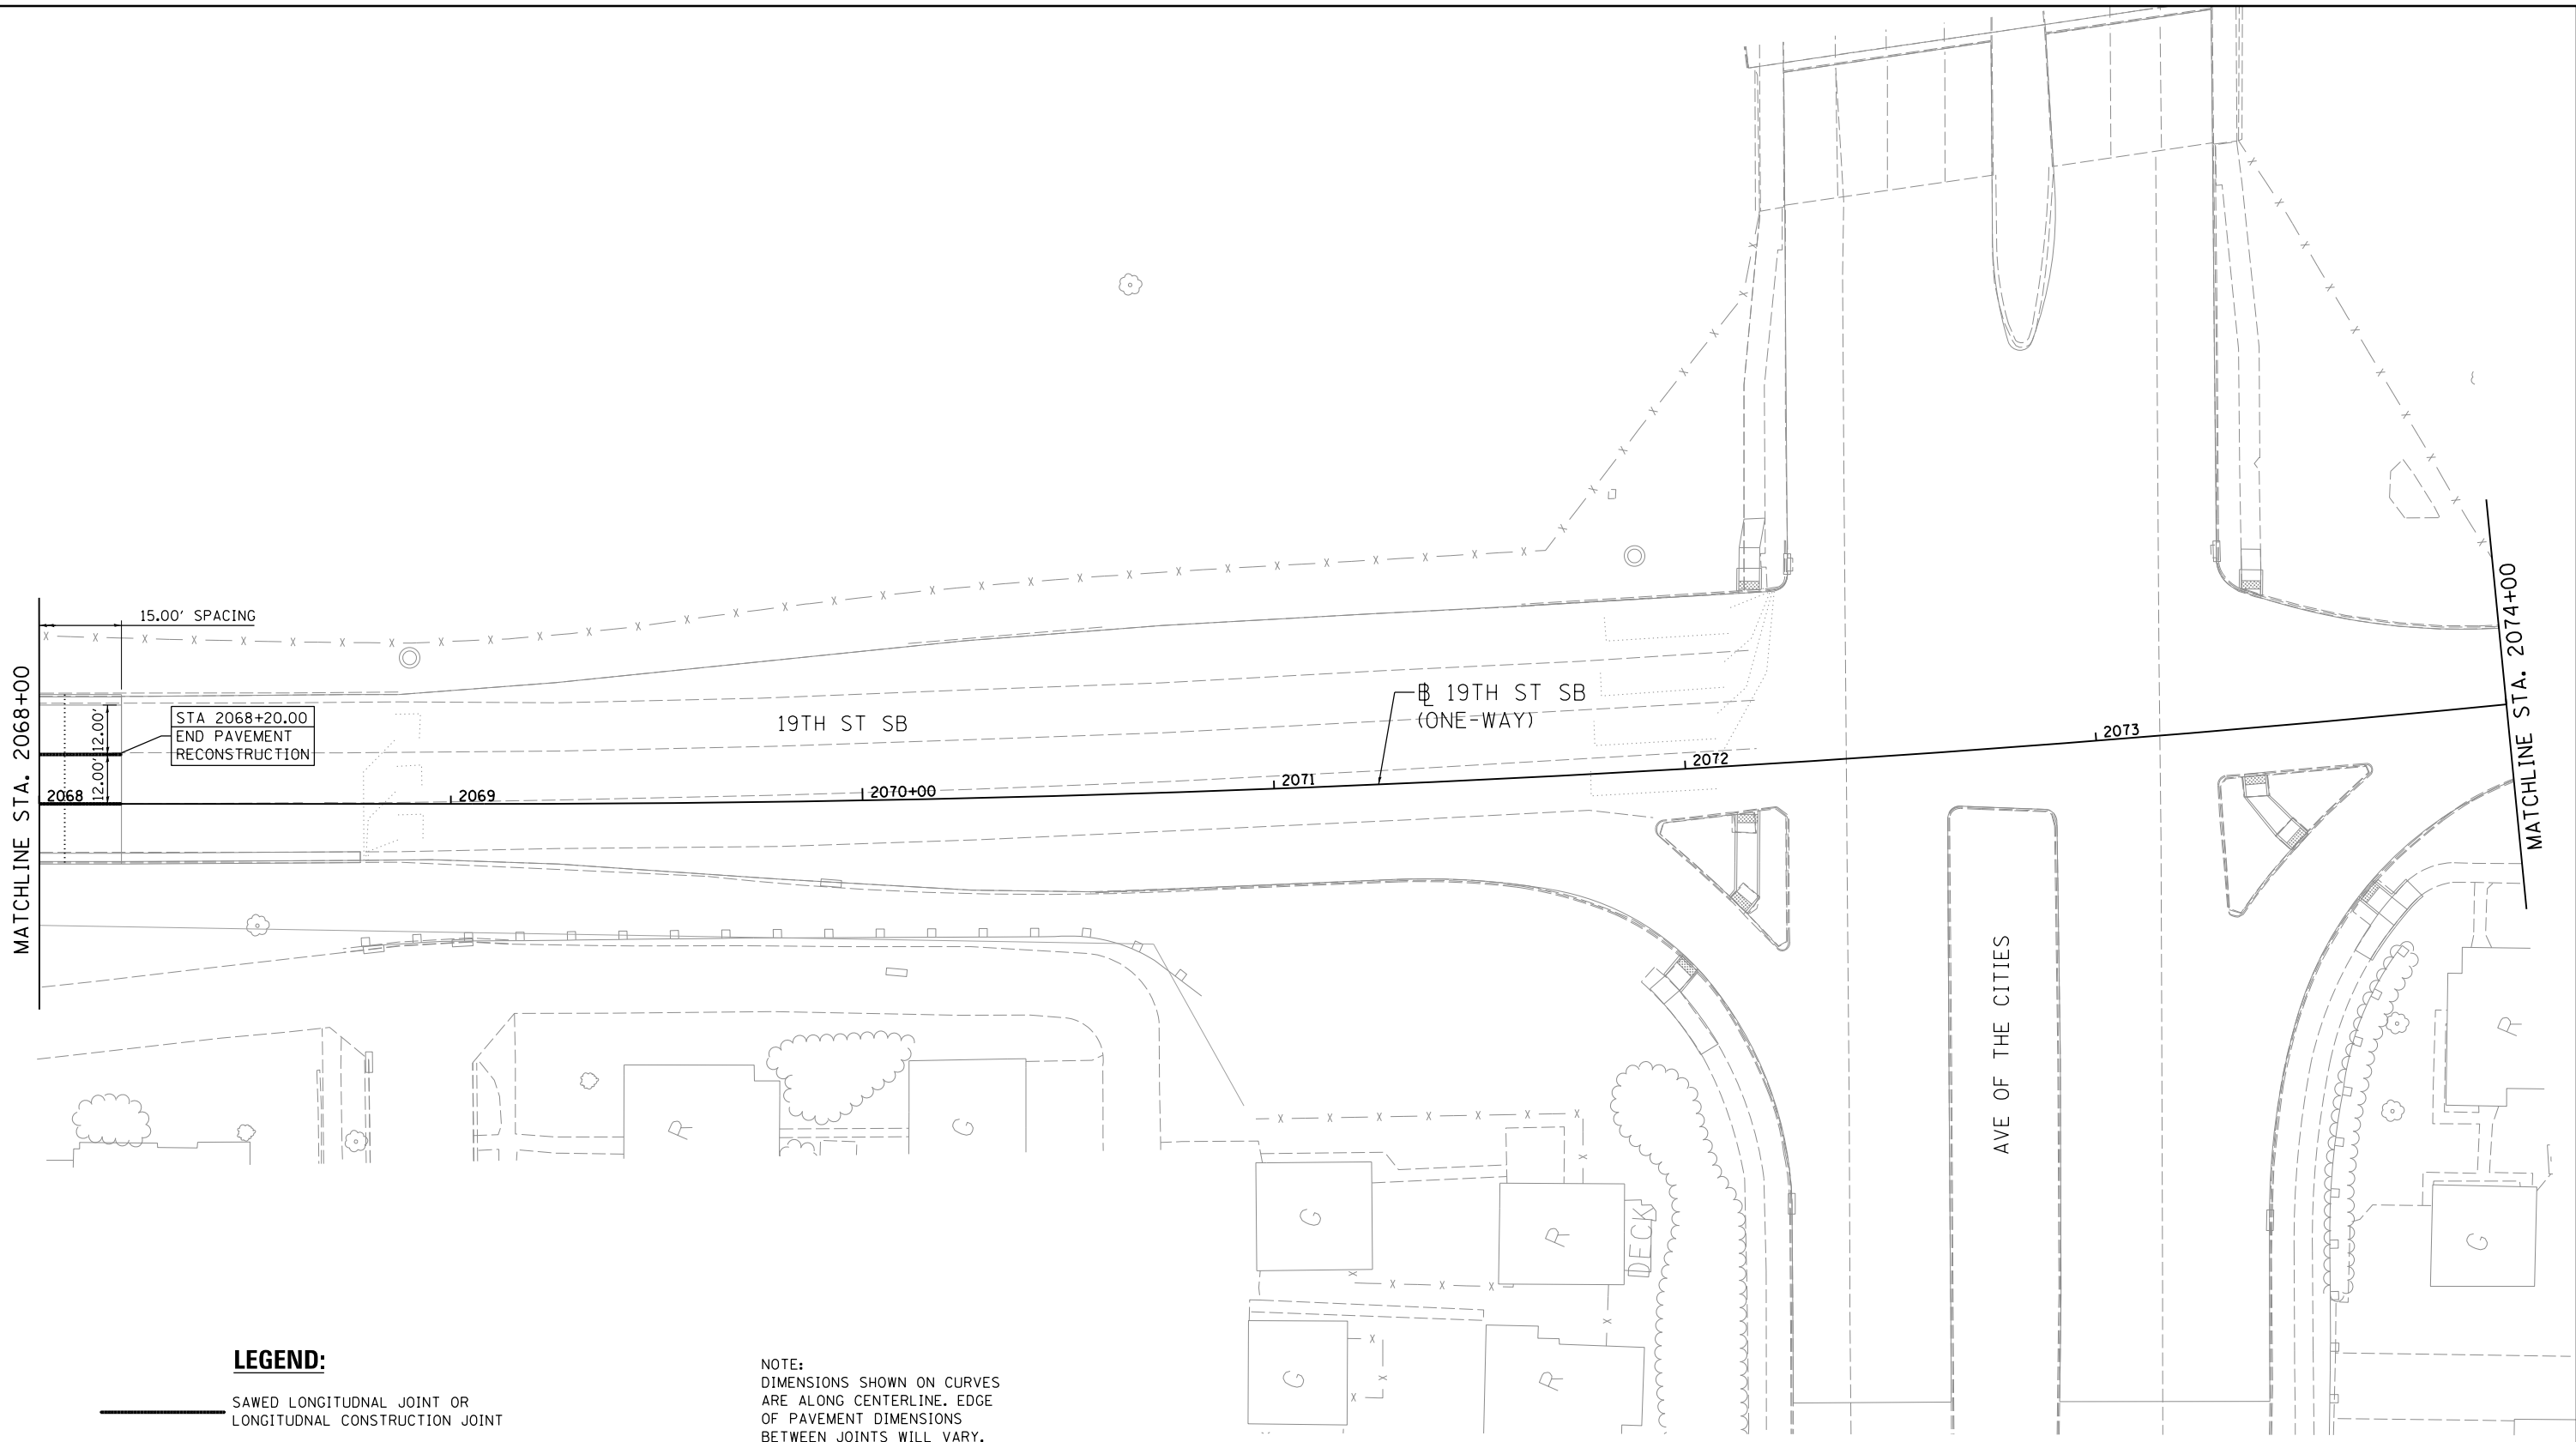 15.00' SPACING
MATCHLINE STA. 2068+00
12.00'
12.00'
STA 2068+20.00
END PAVEMENT
RECONSTRUCTION
19TH ST SB
B 19TH ST SB
(ONE-WAY)
2068
2069
2070+00
2071
2072
2073
MATCHLINE STA. 2074+00
AVE OF THE CITIES
R
G
R
G
R
DECK
G
G
R
LEGEND:
SAWED LONGITUDNAL JOINT OR
LONGITUDNAL CONSTRUCTION JOINT
NOTE:
DIMENSIONS SHOWN ON CURVES
ARE ALONG CENTERLINE. EDGE
OF PAVEMENT DIMENSIONS
BETWEEN JOINTS WILL VARY.